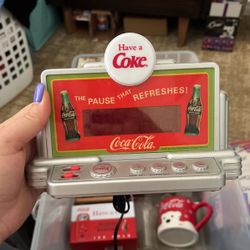 Have a
Coke
THE PAUSE THAT REFRESHES!
Coca-Cola